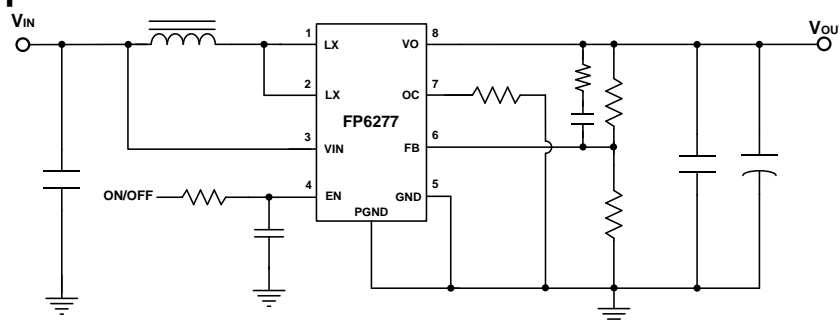 VIN
VOU
1
LX
VO
8
2
LX
OC
7
FP6277
3
VIN
FB
6
ON/OFF
4
EN
GND
5
PGND